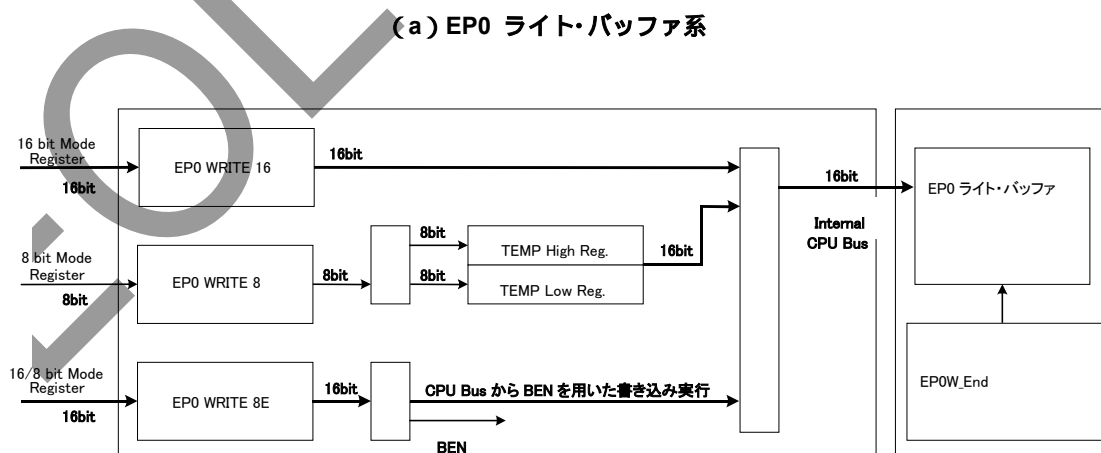 (a) EP0 ライト・バッファ系
16 bit Mode
Register
16bit
EP0 WRITE 16
16bit
16bit
EP0 ライト・バッファ
Internal
CPU Bus
8 bit Mode
Register
8bit
EP0 WRITE 8
8bit
8bit
8bit
TEMP High Reg.
TEMP Low Reg.
16bit
16/8 bit Mode
Register
16bit
EP0 WRITE 8E
16bit
CPU Bus から BEN を用いた書き込み実行
BEN
EP0W_End